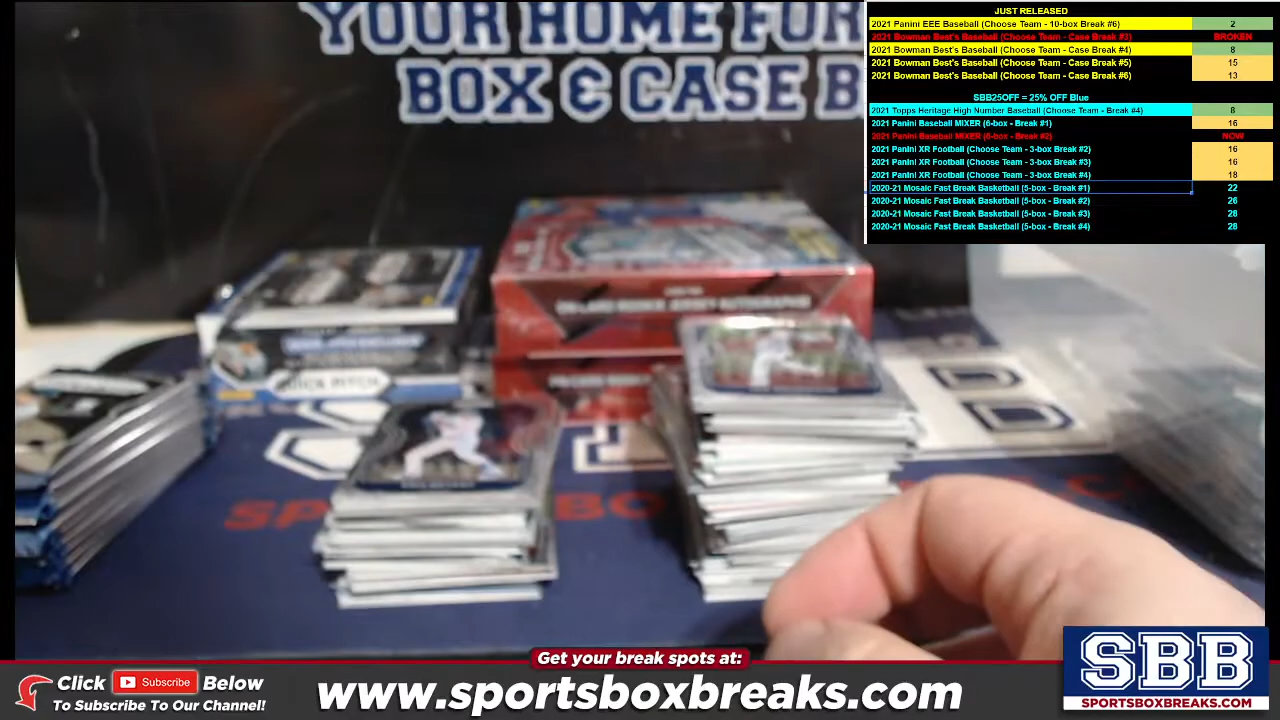 YOUR HOME FOR
BOX & CASE B
JUST RELEASED
2021 Panini EEE Baseball (Choose Team - 10-box Break #6) 2
2021 Bowman Best's Baseball (Choose Team - Case Break #3) BROKEN
2021 Bowman Best's Baseball (Choose Team - Case Break #4) 8
2021 Bowman Best's Baseball (Choose Team - Case Break #5) 15
2021 Bowman Best's Baseball (Choose Team - Case Break #6) 13
SBB25OFF = 25% OFF Blue
2021 Topps Heritage High Number Baseball (Choose Team - Break #4) 8
2021 Panini Baseball MIXER (6-box - Break #1) 16
2021 Panini Baseball MIXER (6-box - Break #2) NOW
2021 Panini XR Football (Choose Team - 3-box Break #2) 16
2021 Panini XR Football (Choose Team - 3-box Break #3) 16
2021 Panini XR Football (Choose Team - 3-box Break #4) 18
2020-21 Mosaic Fast Break Basketball (5-box - Break #1) 22
2020-21 Mosaic Fast Break Basketball (5-box - Break #2) 26
2020-21 Mosaic Fast Break Basketball (5-box - Break #3) 28
2020-21 Mosaic Fast Break Basketball (5-box - Break #4) 28
QUICK PITCH
SP BO
Get your break spots at:
Click Subscribe Below
To Subscribe To Our Channel!
www.sportsboxbreaks.com
SBB
SPORTSBOXBREAKS.COM